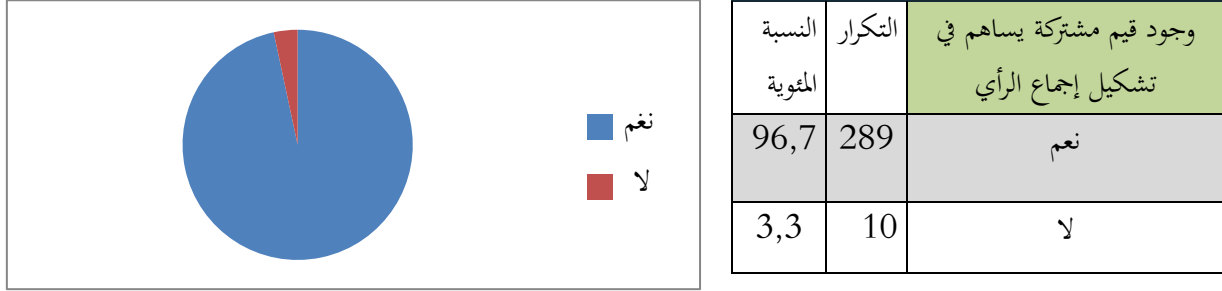 وجود قيم مشتركة يساهم في
تشكيل إجماع الرأي
التكرار
النسبة
المئوية
نعم
289
96,7
لا
10
3,3
نغم
لا